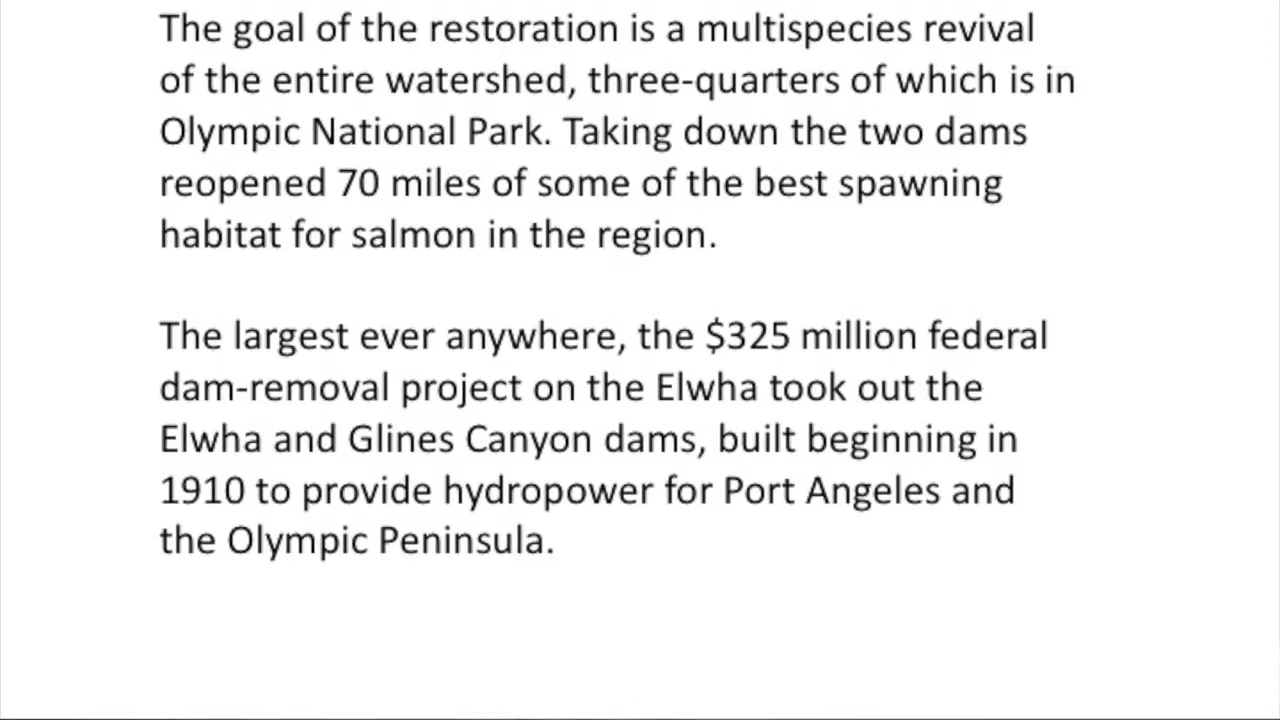 The goal of the restoration is a multispecies revival
of the entire watershed, three-quarters of which is in
Olympic National Park. Taking down the two dams
reopened 70 miles of some of the best spawning
habitat for salmon in the region.
The largest ever anywhere, the $325 million federal
dam-removal project on the Elwha took out the
Elwha and Glines Canyon dams, built beginning in
1910 to provide hydropower for Port Angeles and
the Olympic Peninsula.